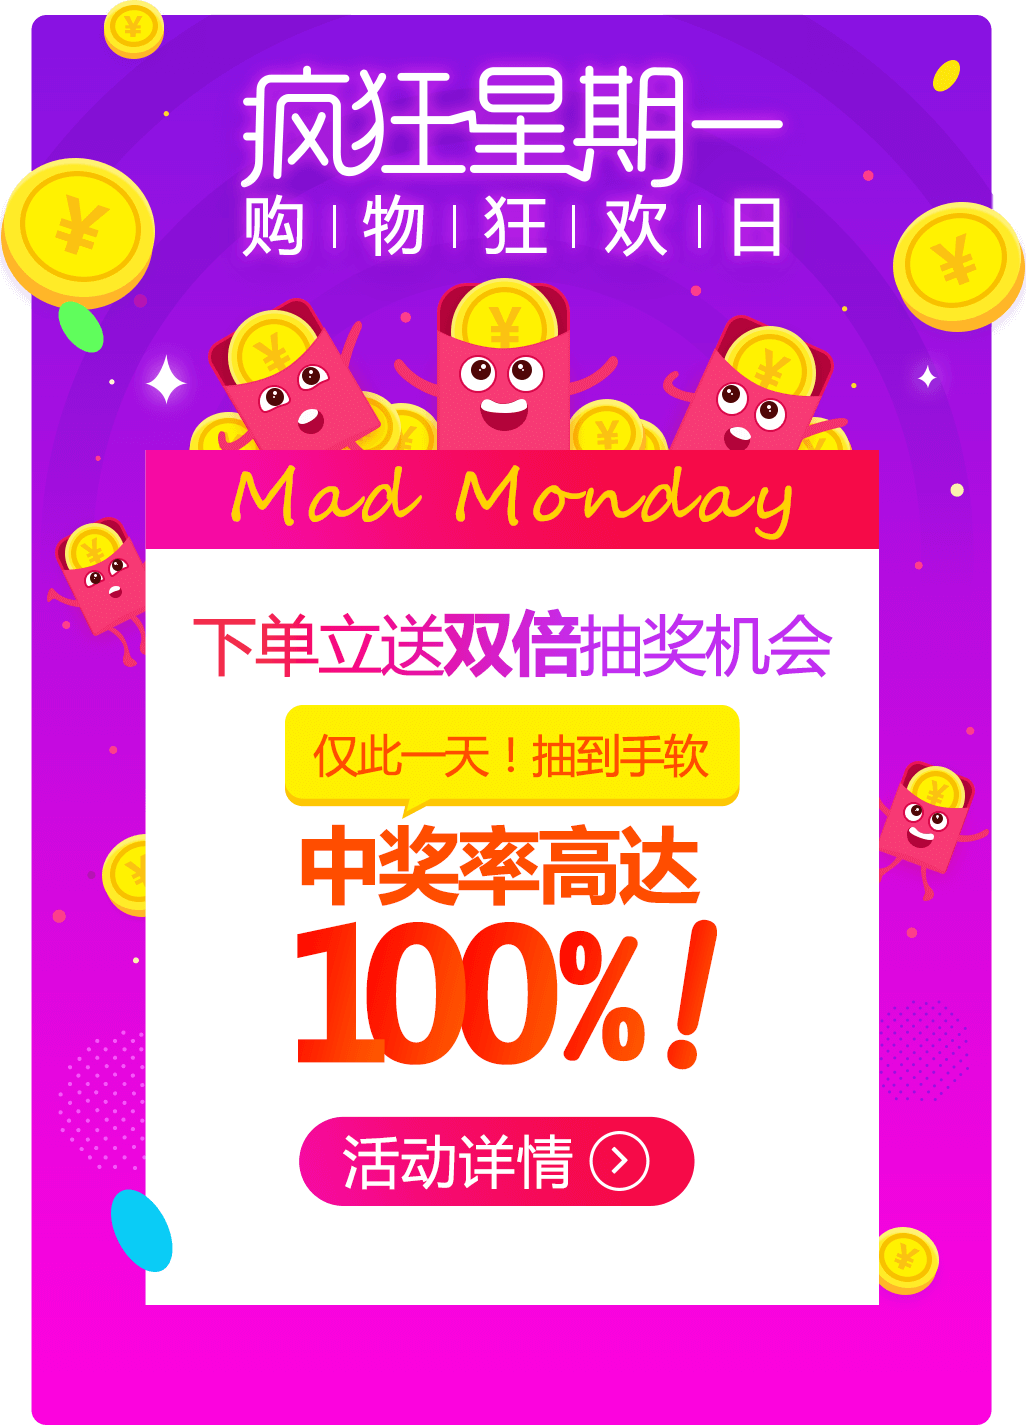 疯狂星期一
购物狂欢日
Mad Monday
下单立送双倍抽奖机会
仅此一天！抽到手软
中奖率高达
100%！
活动详情